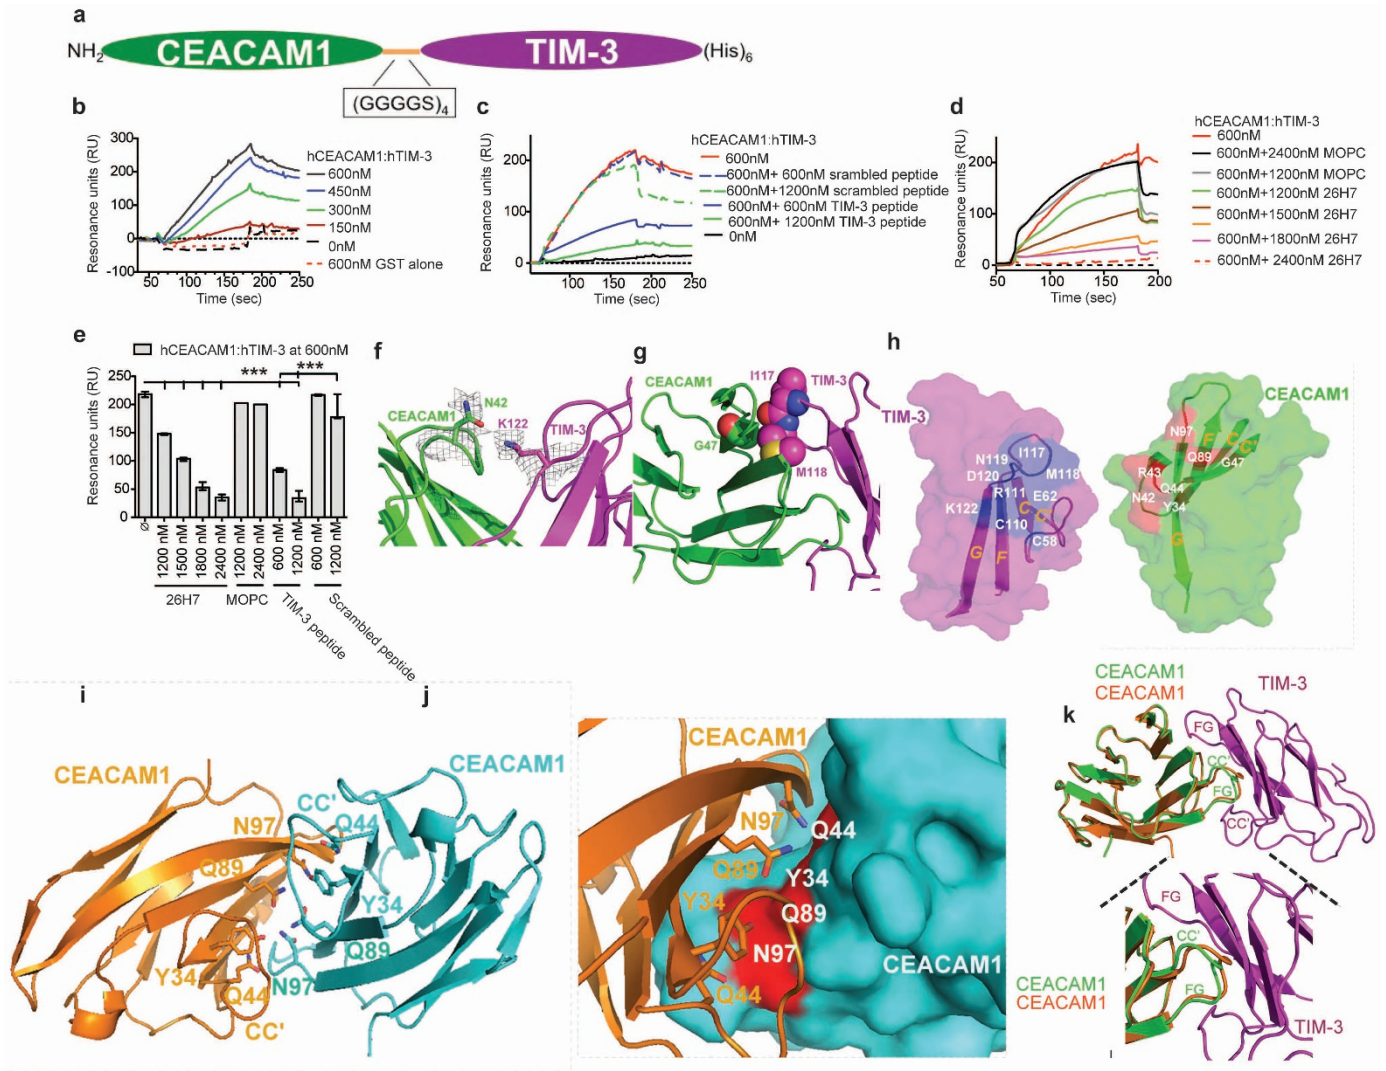 a
NH2 CEACAM1 TIM-3 (His)6
(GGGGS)4
b
Resonance units (RU)
300
200
100
0
-100
50 100 150 200 250
Time (sec)
hCEACAM1:hTIM-3
600nM
450nM
300nM
150nM
0nM
600nM GST alone
c
Resonance units (RU)
200
100
0
100 150 200 250
Time (sec)
hCEACAM1:hTIM-3
600nM
600nM+ 600nM srambled peptide
600nM+1200nM scrambled peptide
600nM+ 600nM TIM-3 peptide
600nM+ 1200nM TIM-3 peptide
0nM
d
Resonance units (RU)
200
100
0
50 100 150 200
Time (sec)
hCEACAM1:hTIM-3
600nM
600nM+2400nM MOPC
600nM+1200nM MOPC
600nM+1200nM 26H7
600nM+1500nM 26H7
600nM+1800nM 26H7
600nM+ 2400nM 26H7
e
hCEACAM1:hTIM-3 at 600nM
*** ***
Resonance units (RU)
250
200
150
100
50
0
ø
1200 nM
1500 nM
1800 nM
2400 nM
1200 nM
2400 nM
600 nM
1200 nM
600 nM
1200 nM
26H7
MOPC
TIM-3 peptide
Scrambled peptide
f
N42
CEACAM1
K122
TIM-3
g
I117
CEACAM1 TIM-3
G47
M118
h
TIM-3
I117
N119
M118
D120
R111 E62
K122
C C'
C110
C58
G F
CEACAM1
N97
F C C'
Q89 G47
R43
Q44
N42
Y34
G
i
CEACAM1
CEACAM1
CC'
N97 Q44
Q89
Y34
Q89
Y34
N97
Q44
CC'
j
CEACAM1
N97 Q44
Q89 Y34
Y34 Q89
N97
Q44
CEACAM1
k
CEACAM1
CEACAM1
TIM-3
FG
CC'
FG
CC'
FG
CC'
FG
CEACAM1
CEACAM1
TIM-3